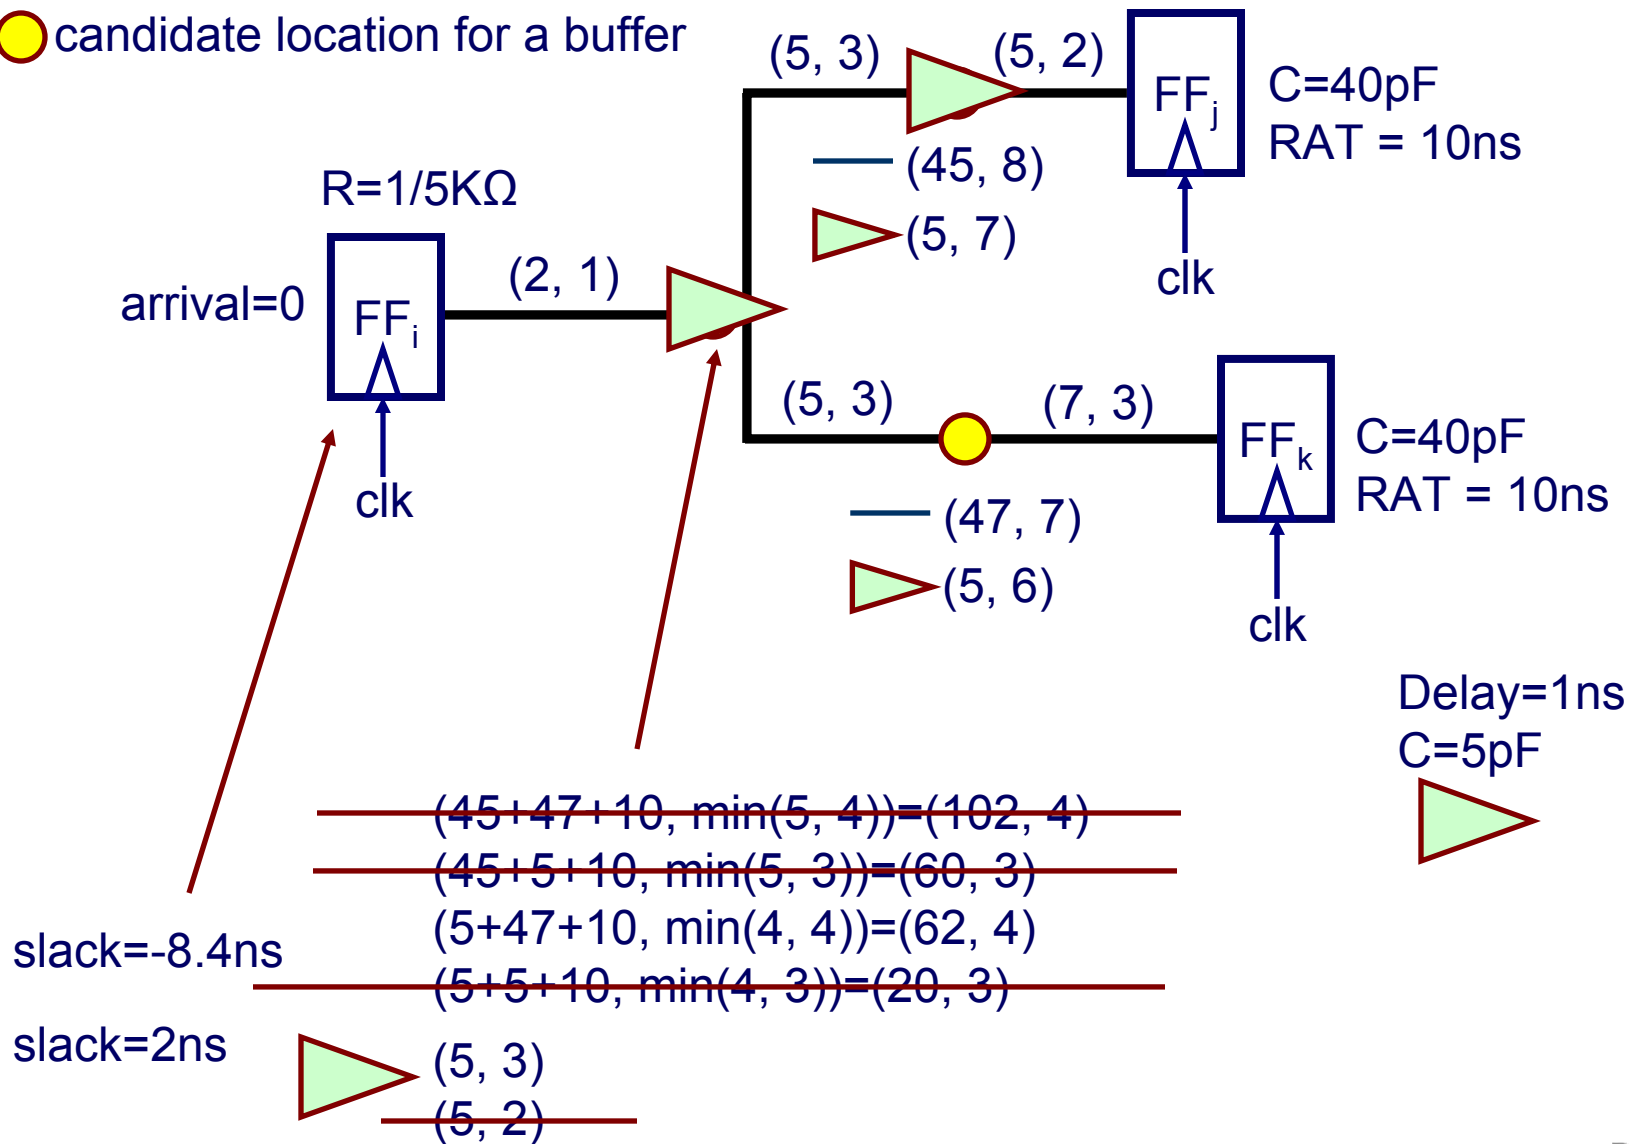 candidate location for a buffer
(5, 3)
(5, 2)
FFj
C=40pF
RAT = 10ns
(45, 8)
(5, 7)
clk
R=1/5KΩ
arrival=0
FFi
(2, 1)
clk
(5, 3)
(7, 3)
FFk
C=40pF
RAT = 10ns
(47, 7)
(5, 6)
clk
Delay=1ns
C=5pF
(45+47+10, min(5, 4))=(102, 4)
(45+5+10, min(5, 3))=(60, 3)
(5+47+10, min(4, 4))=(62, 4)
slack=-8.4ns
(5+5+10, min(4, 3))=(20, 3)
slack=2ns
(5, 3)
(5, 2)